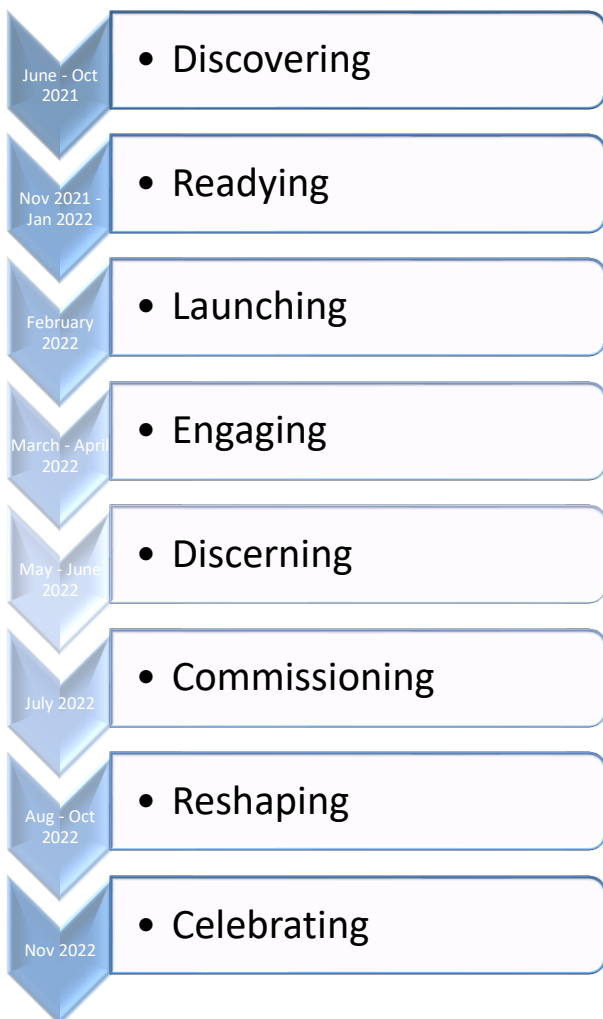 June - Oct
2021
• Discovering
Nov 2021 -
Jan 2022
• Readying
February
2022
• Launching
March - April
2022
• Engaging
May - June
2022
• Discerning
July 2022
• Commissioning
Aug - Oct
2022
• Reshaping
Nov 2022
• Celebrating